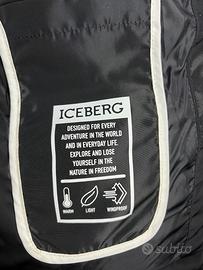 ICEBERG
DESIGNED FOR EVERY
ADVENTURE IN THE WORLD
AND IN EVERYDAY LIFE.
EXPLORE AND LOSE
YOURSELF IN THE
NATURE IN FREEDOM
WARM
LIGHT
WINDPROOF
subito